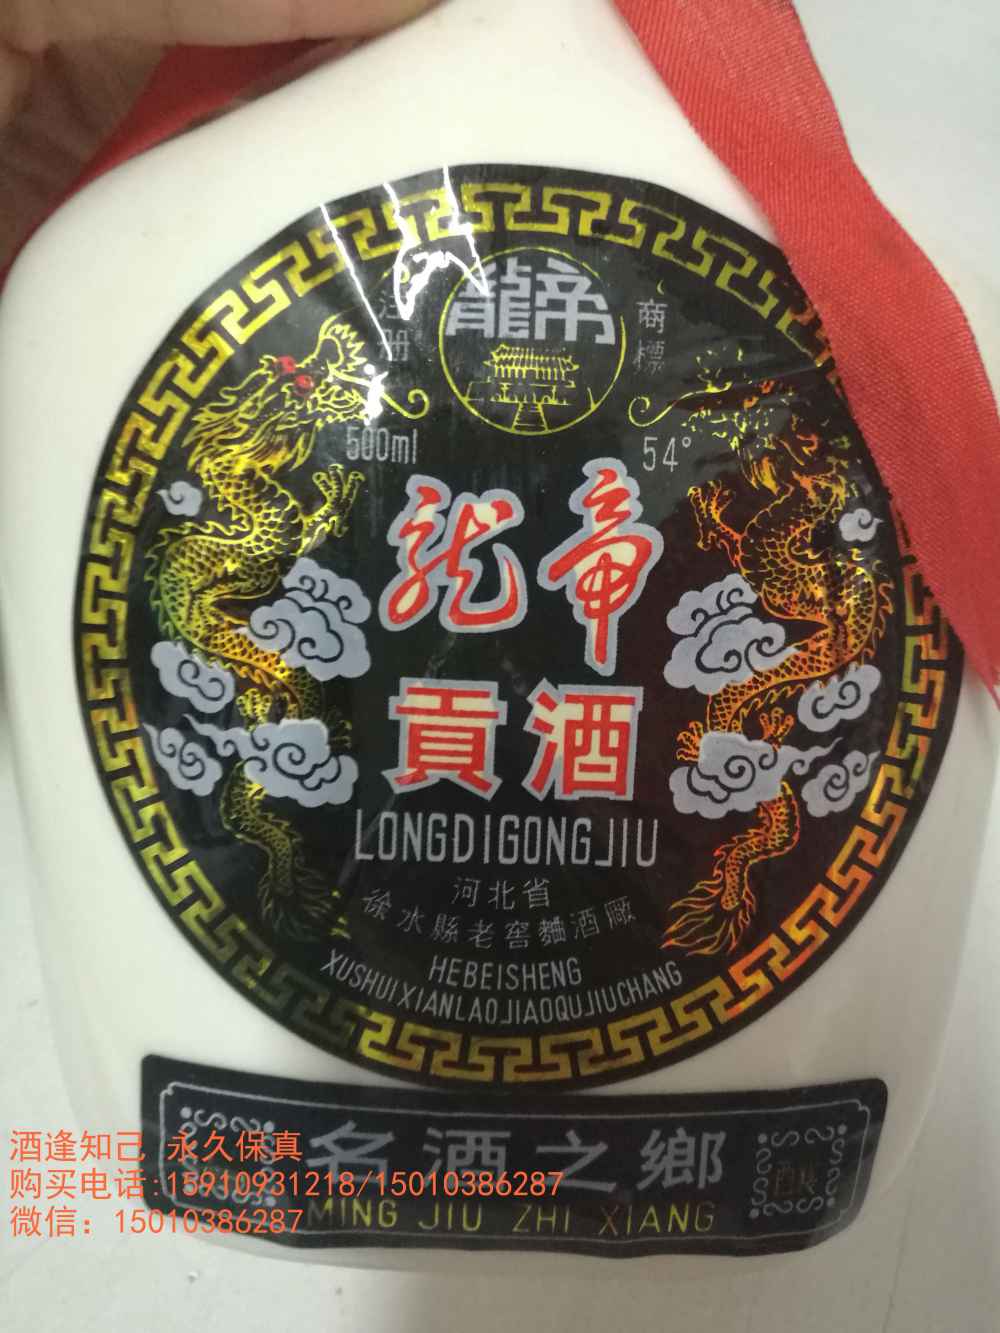 注册
龍帝
商標
500ml
54°
龙帝
貢酒
LONGDIGONGJIU
河北省
徐水縣老窖麯酒廠
HEBEISHENG
XUSHUIXIANLAOJIAOQUJIUCHANG
名酒之鄉
MING JIU ZHI XIANG
酒逢知己 永久保真
购买电话:15910931218/15010386287
微信：15010386287